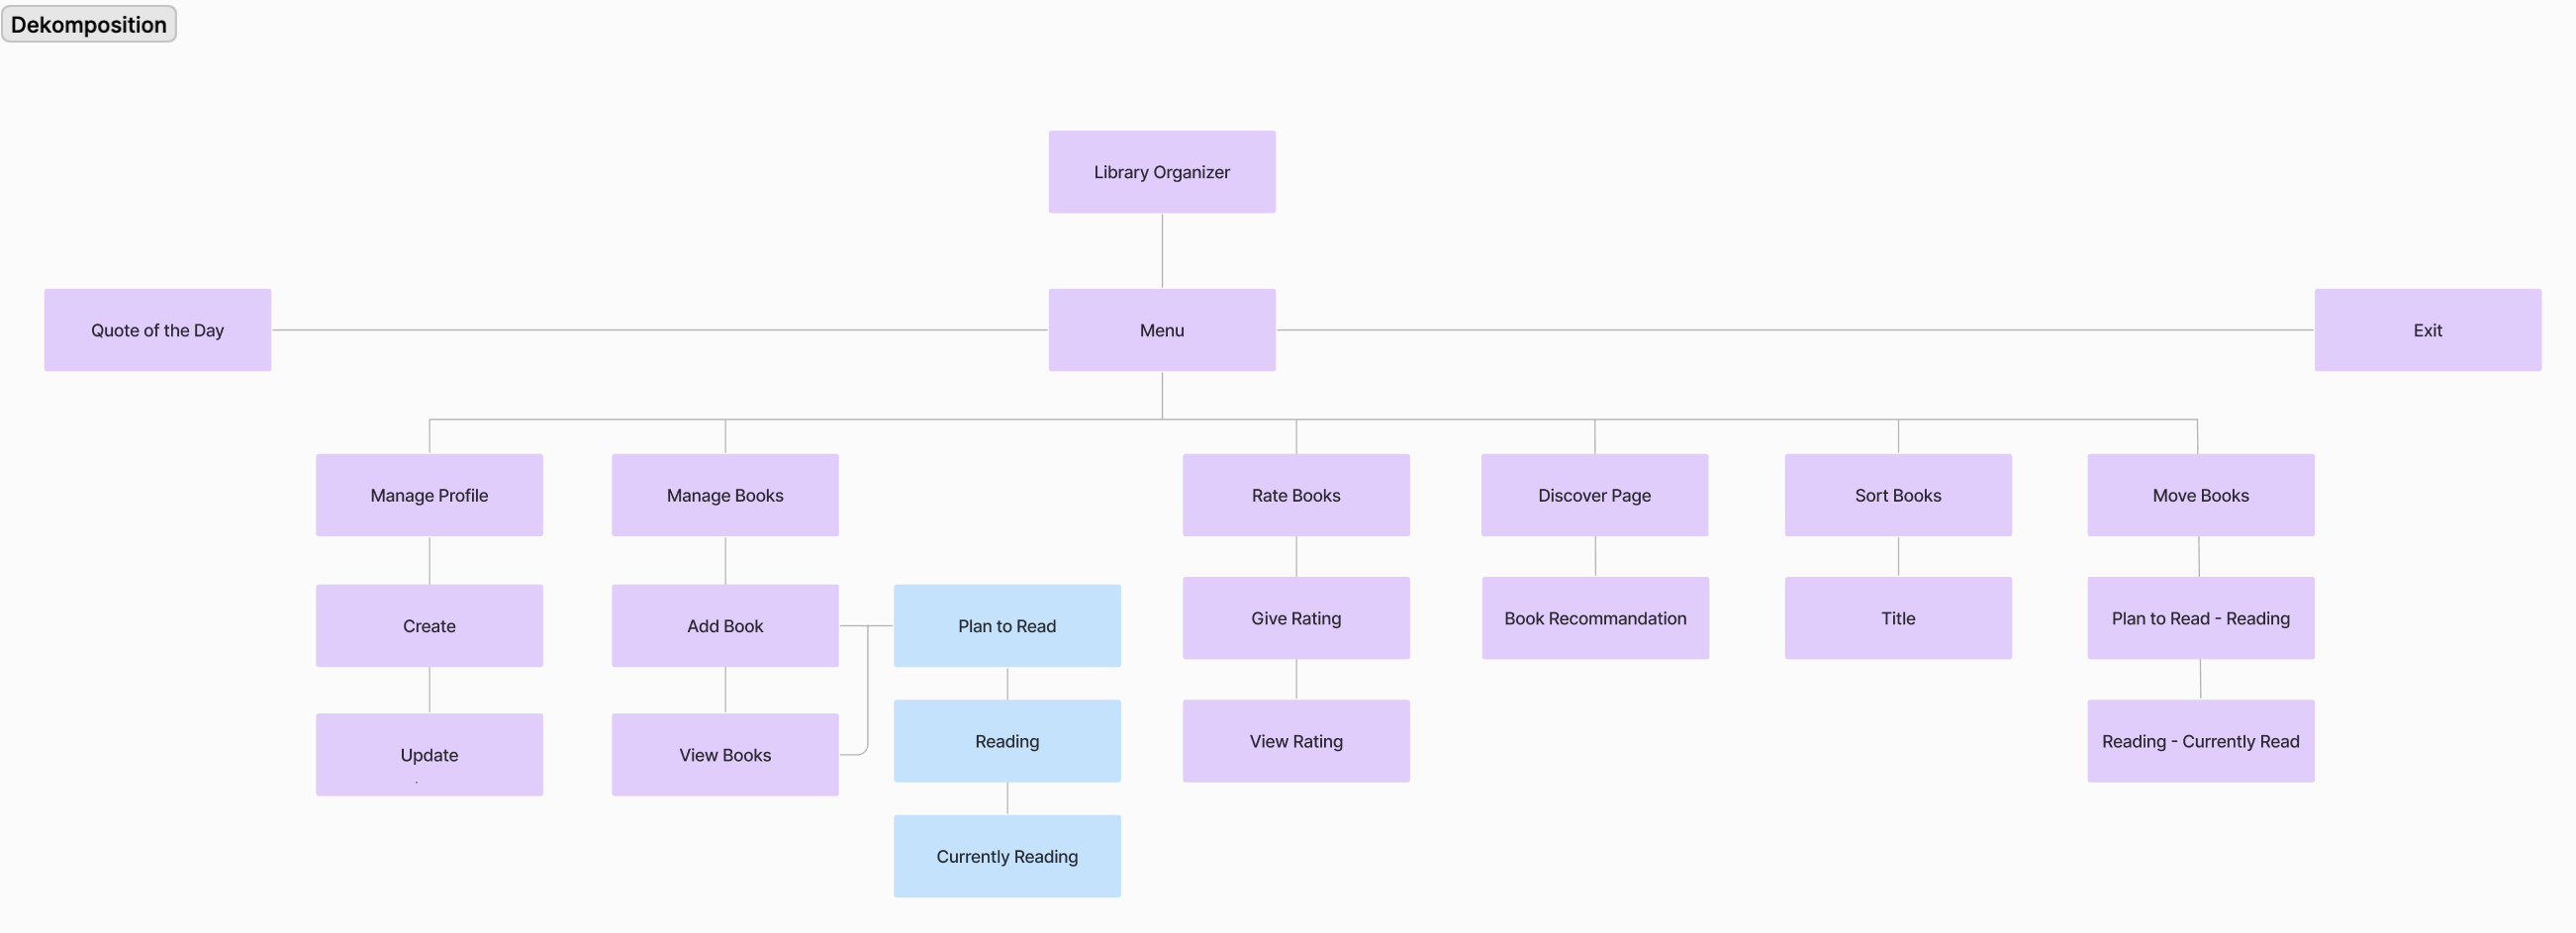 Dekomposition
Library Organizer
Quote of the Day
Menu
Exit
Manage Profile
Manage Books
Rate Books
Discover Page
Sort Books
Move Books
Create
Add Book
Plan to Read
Give Rating
Book Recommandation
Title
Plan to Read - Reading
Update
View Books
Reading
View Rating
Reading - Currently Read
Currently Reading